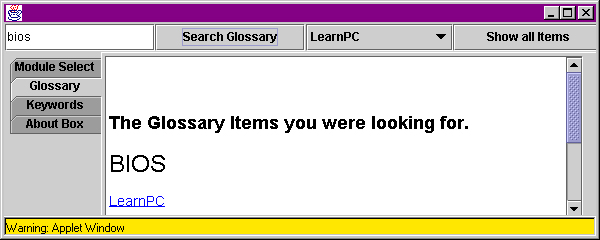 bios
Search Glossary
LearnPC
Show all Items
Module Select
Glossary
Keywords
About Box
The Glossary Items you were looking for.
BIOS
LearnPC
Warning: Applet Window